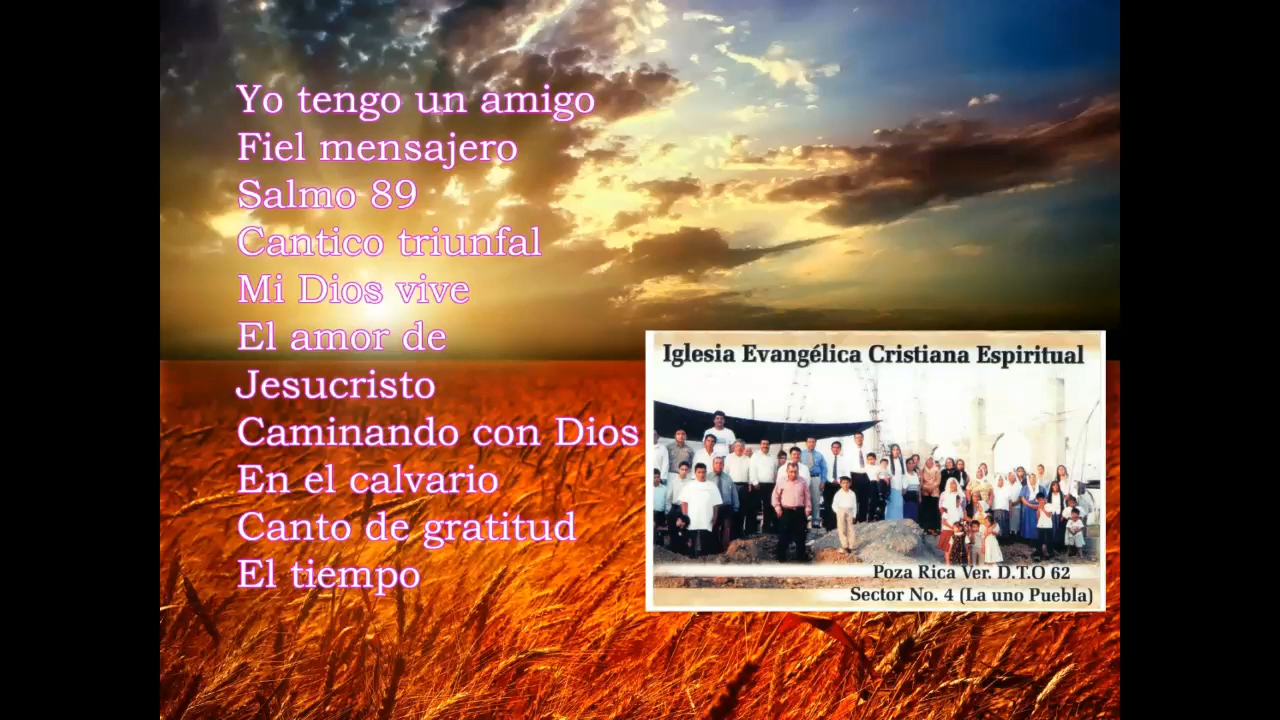 Yo tengo un amigo
Fiel mensajero
Salmo 89
Cantico triunfal
Mi Dios vive
El amor de
Jesucristo
Caminando con Dios
En el calvario
Canto de gratitud
El tiempo
Iglesia Evangélica Cristiana Espiritual
Poza Rica Ver. D.T.O 62
Sector No. 4 (La uno Puebla)